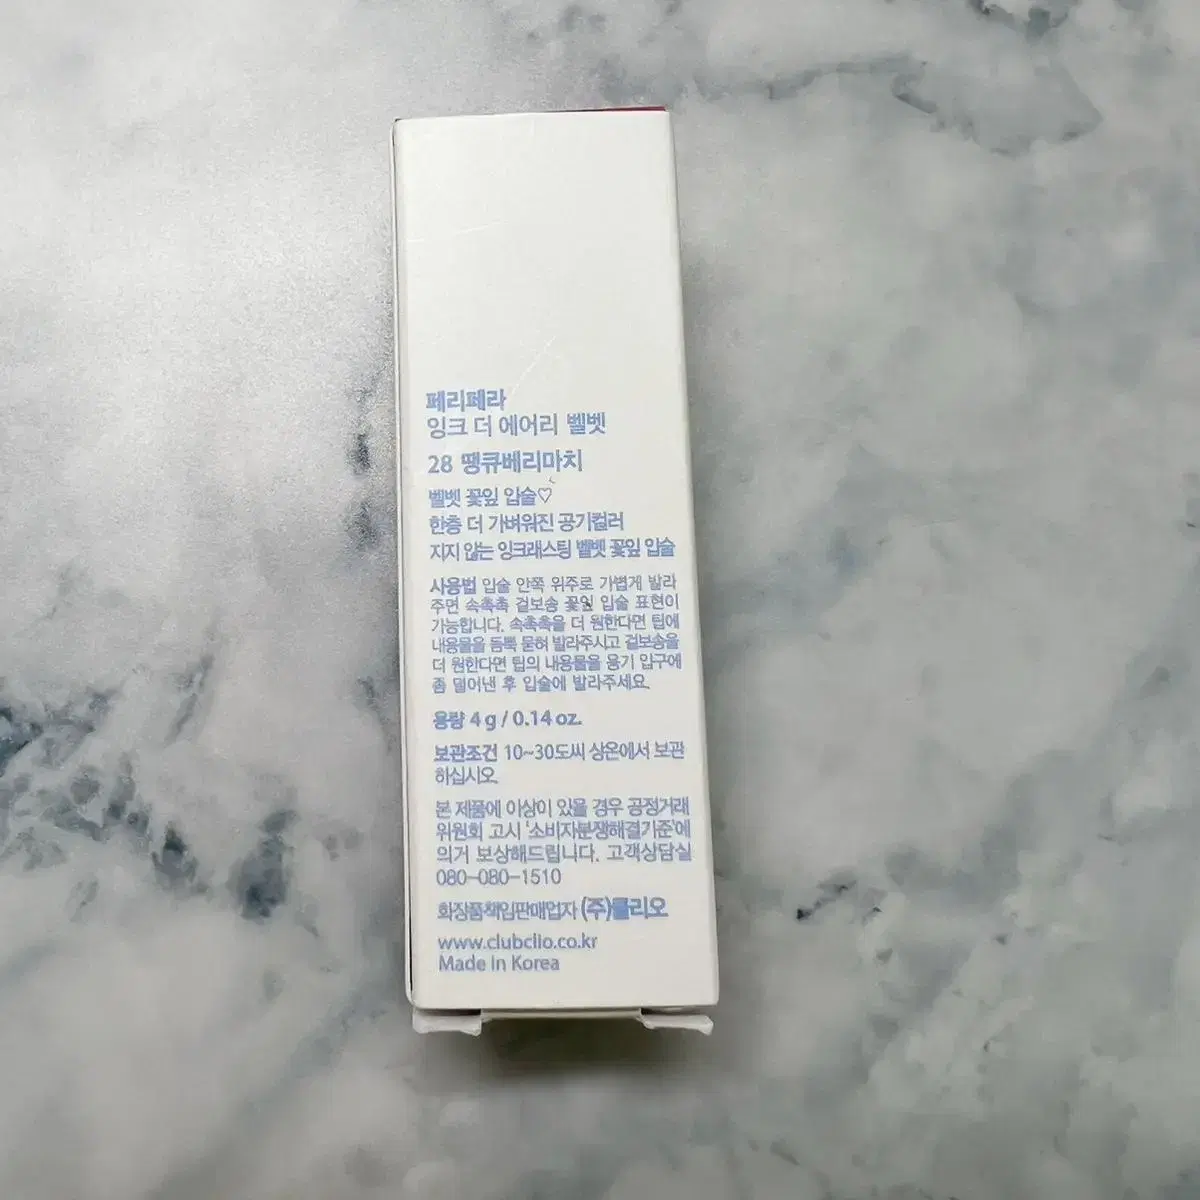 페리페라
잉크 더 에어리 벨벳
28 땡큐베리마치
벨벳 꽃잎 입술♡
한층 더 가벼워진 공기컬러
지지 않는 잉크래스팅 벨벳 꽃잎 입술
사용법 입술 안쪽 위주로 가볍게 발라
주면 속촉촉 겉보송 꽃잎 입술 표현이
가능합니다. 속촉촉을 더 원한다면 팁에
내용물을 듬뿍 묻혀 발라주시고 겉보송을
더 원한다면 팁의 내용물을 용기 입구에
좀 덜어낸 후 입술에 발라주세요.
용량 4 g / 0.14 oz.
보관조건 10~30도씨 상온에서 보관
하십시오.
본 제품에 이상이 있을 경우 공정거래
위원회 고시 '소비자분쟁해결기준'에
의거 보상해드립니다. 고객상담실
080-080-1510
화장품책임판매업자 (주)클리오
www.clubclio.co.kr
Made In Korea